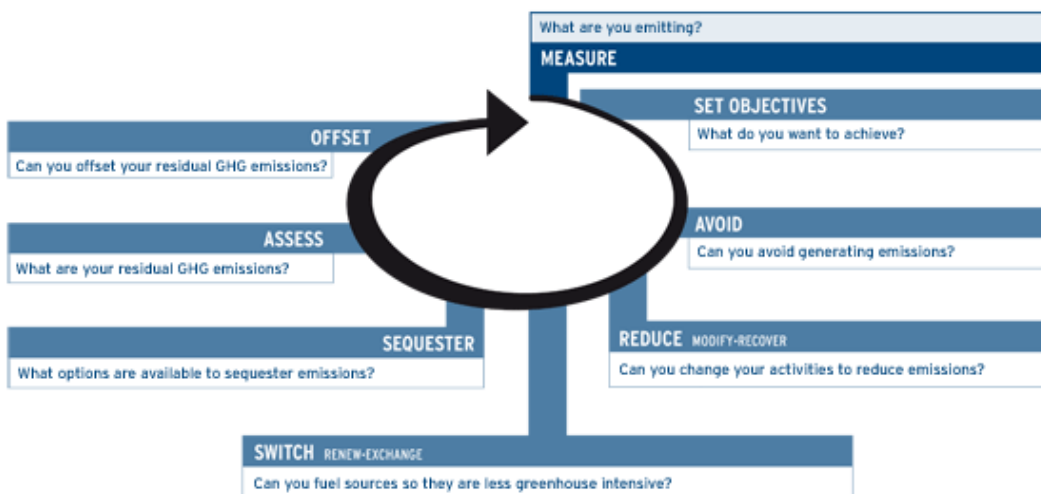 What are you emitting?
MEASURE
SET OBJECTIVES
What do you want to achieve?
AVOID
Can you avoid generating emissions?
REDUCE MODIFY-RECOVER
Can you change your activities to reduce emissions?
SWITCH RENEW-EXCHANGE
Can you fuel sources so they are less greenhouse intensive?
SEQUESTER
What options are available to sequester emissions?
ASSESS
What are your residual GHG emissions?
OFFSET
Can you offset your residual GHG emissions?